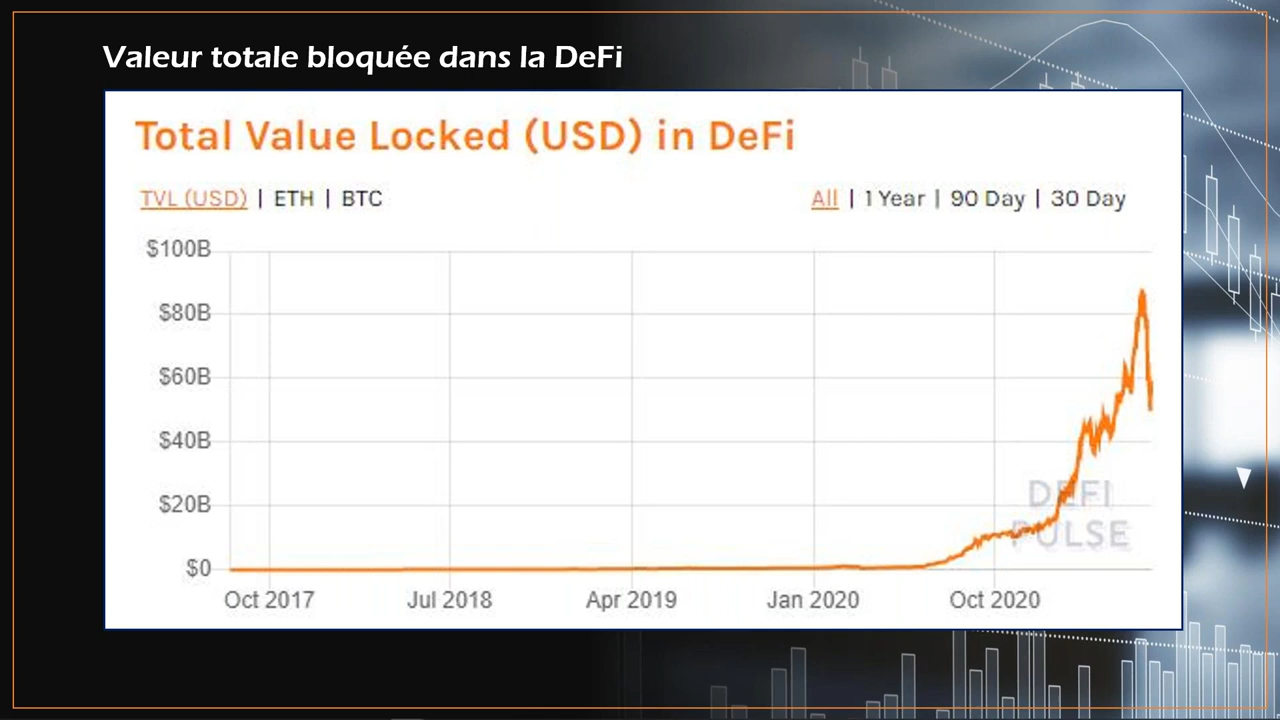 Valeur totale bloquée dans la DeFi
Total Value Locked (USD) in DeFi
TVL (USD) | ETH | BTC
All | 1 Year | 90 Day | 30 Day
$100B
$80B
$60B
$40B
$20B
$0
DEFI
PULSE
Oct 2017
Jul 2018
Apr 2019
Jan 2020
Oct 2020